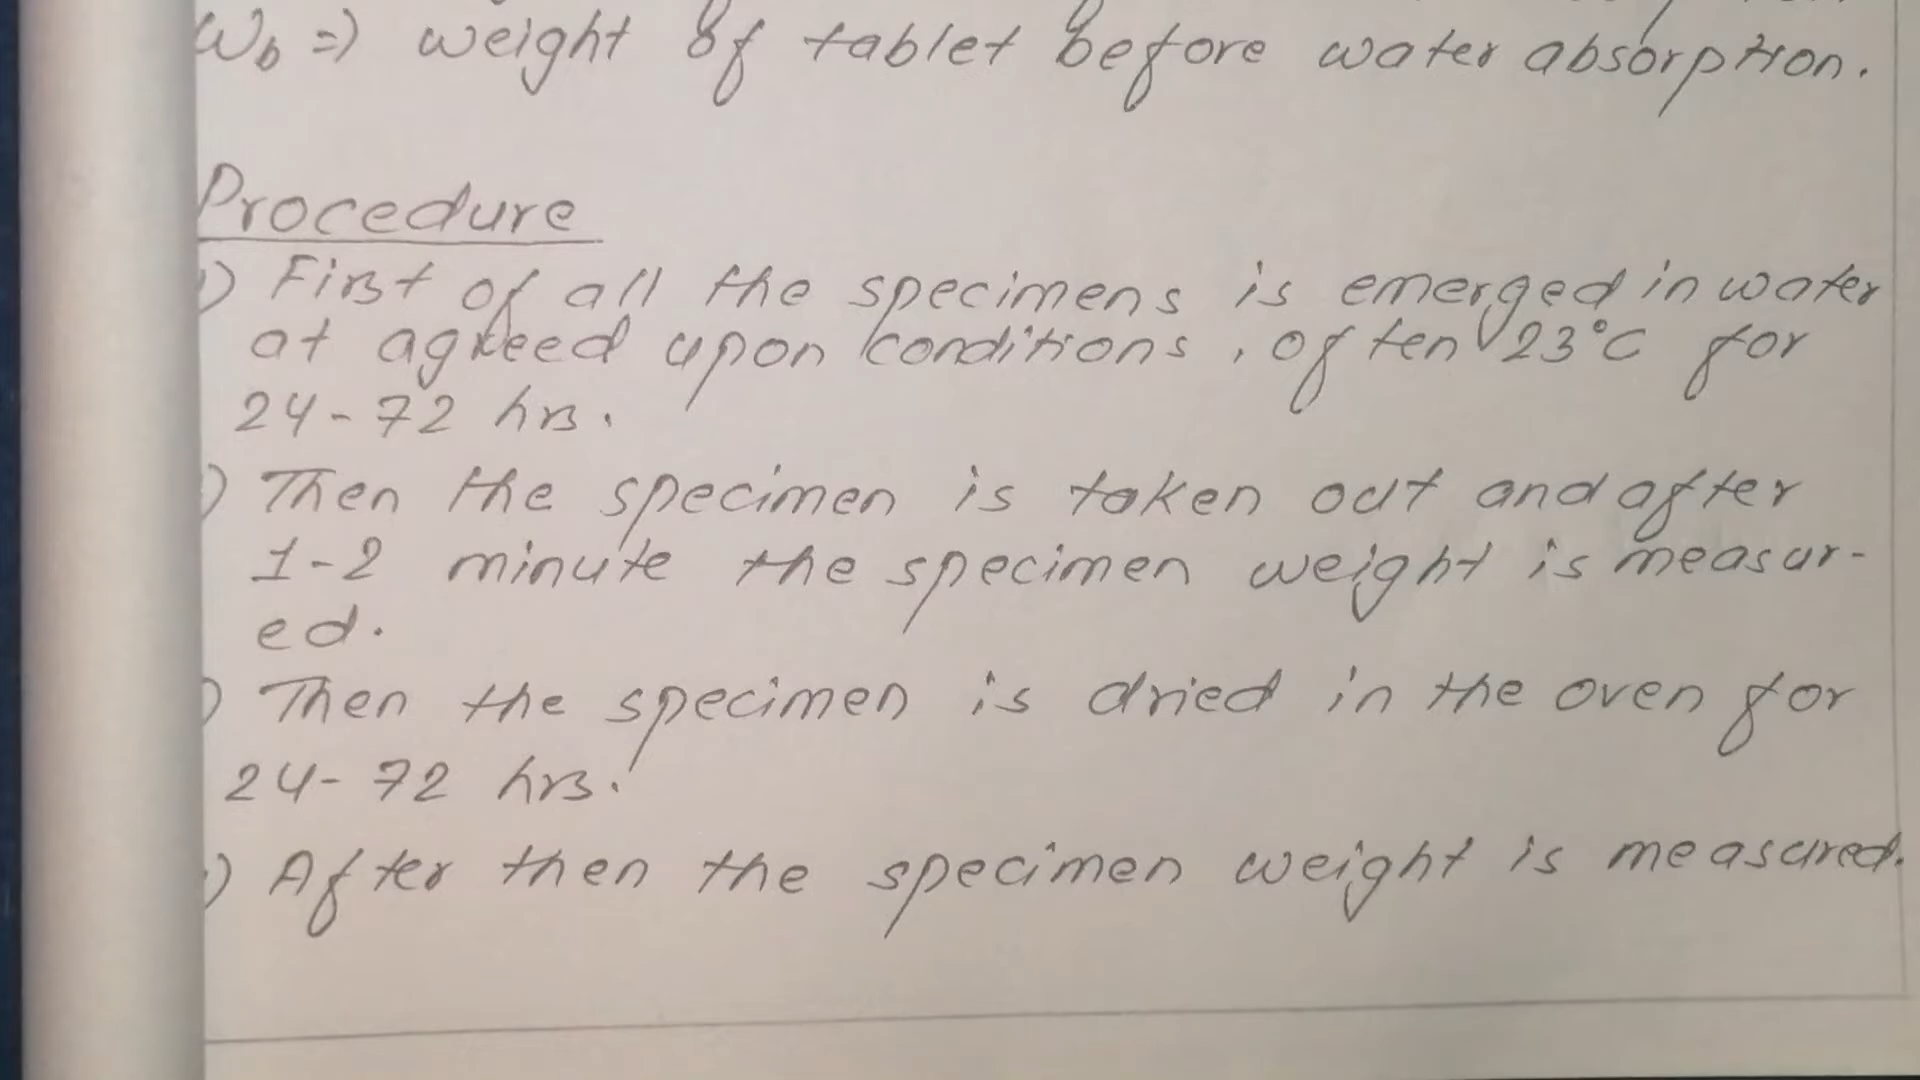 Wb => weight of tablet before water absorption.
Procedure
) First of all the specimens is emerged in water
at agreed upon conditions, often 23°C for
24-72 hrs.
) Then the specimen is taken out and after
1-2 minute the specimen weight is measur-
ed.
) Then the specimen is dried in the oven for
24-72 hrs.
) After then the specimen weight is measured.